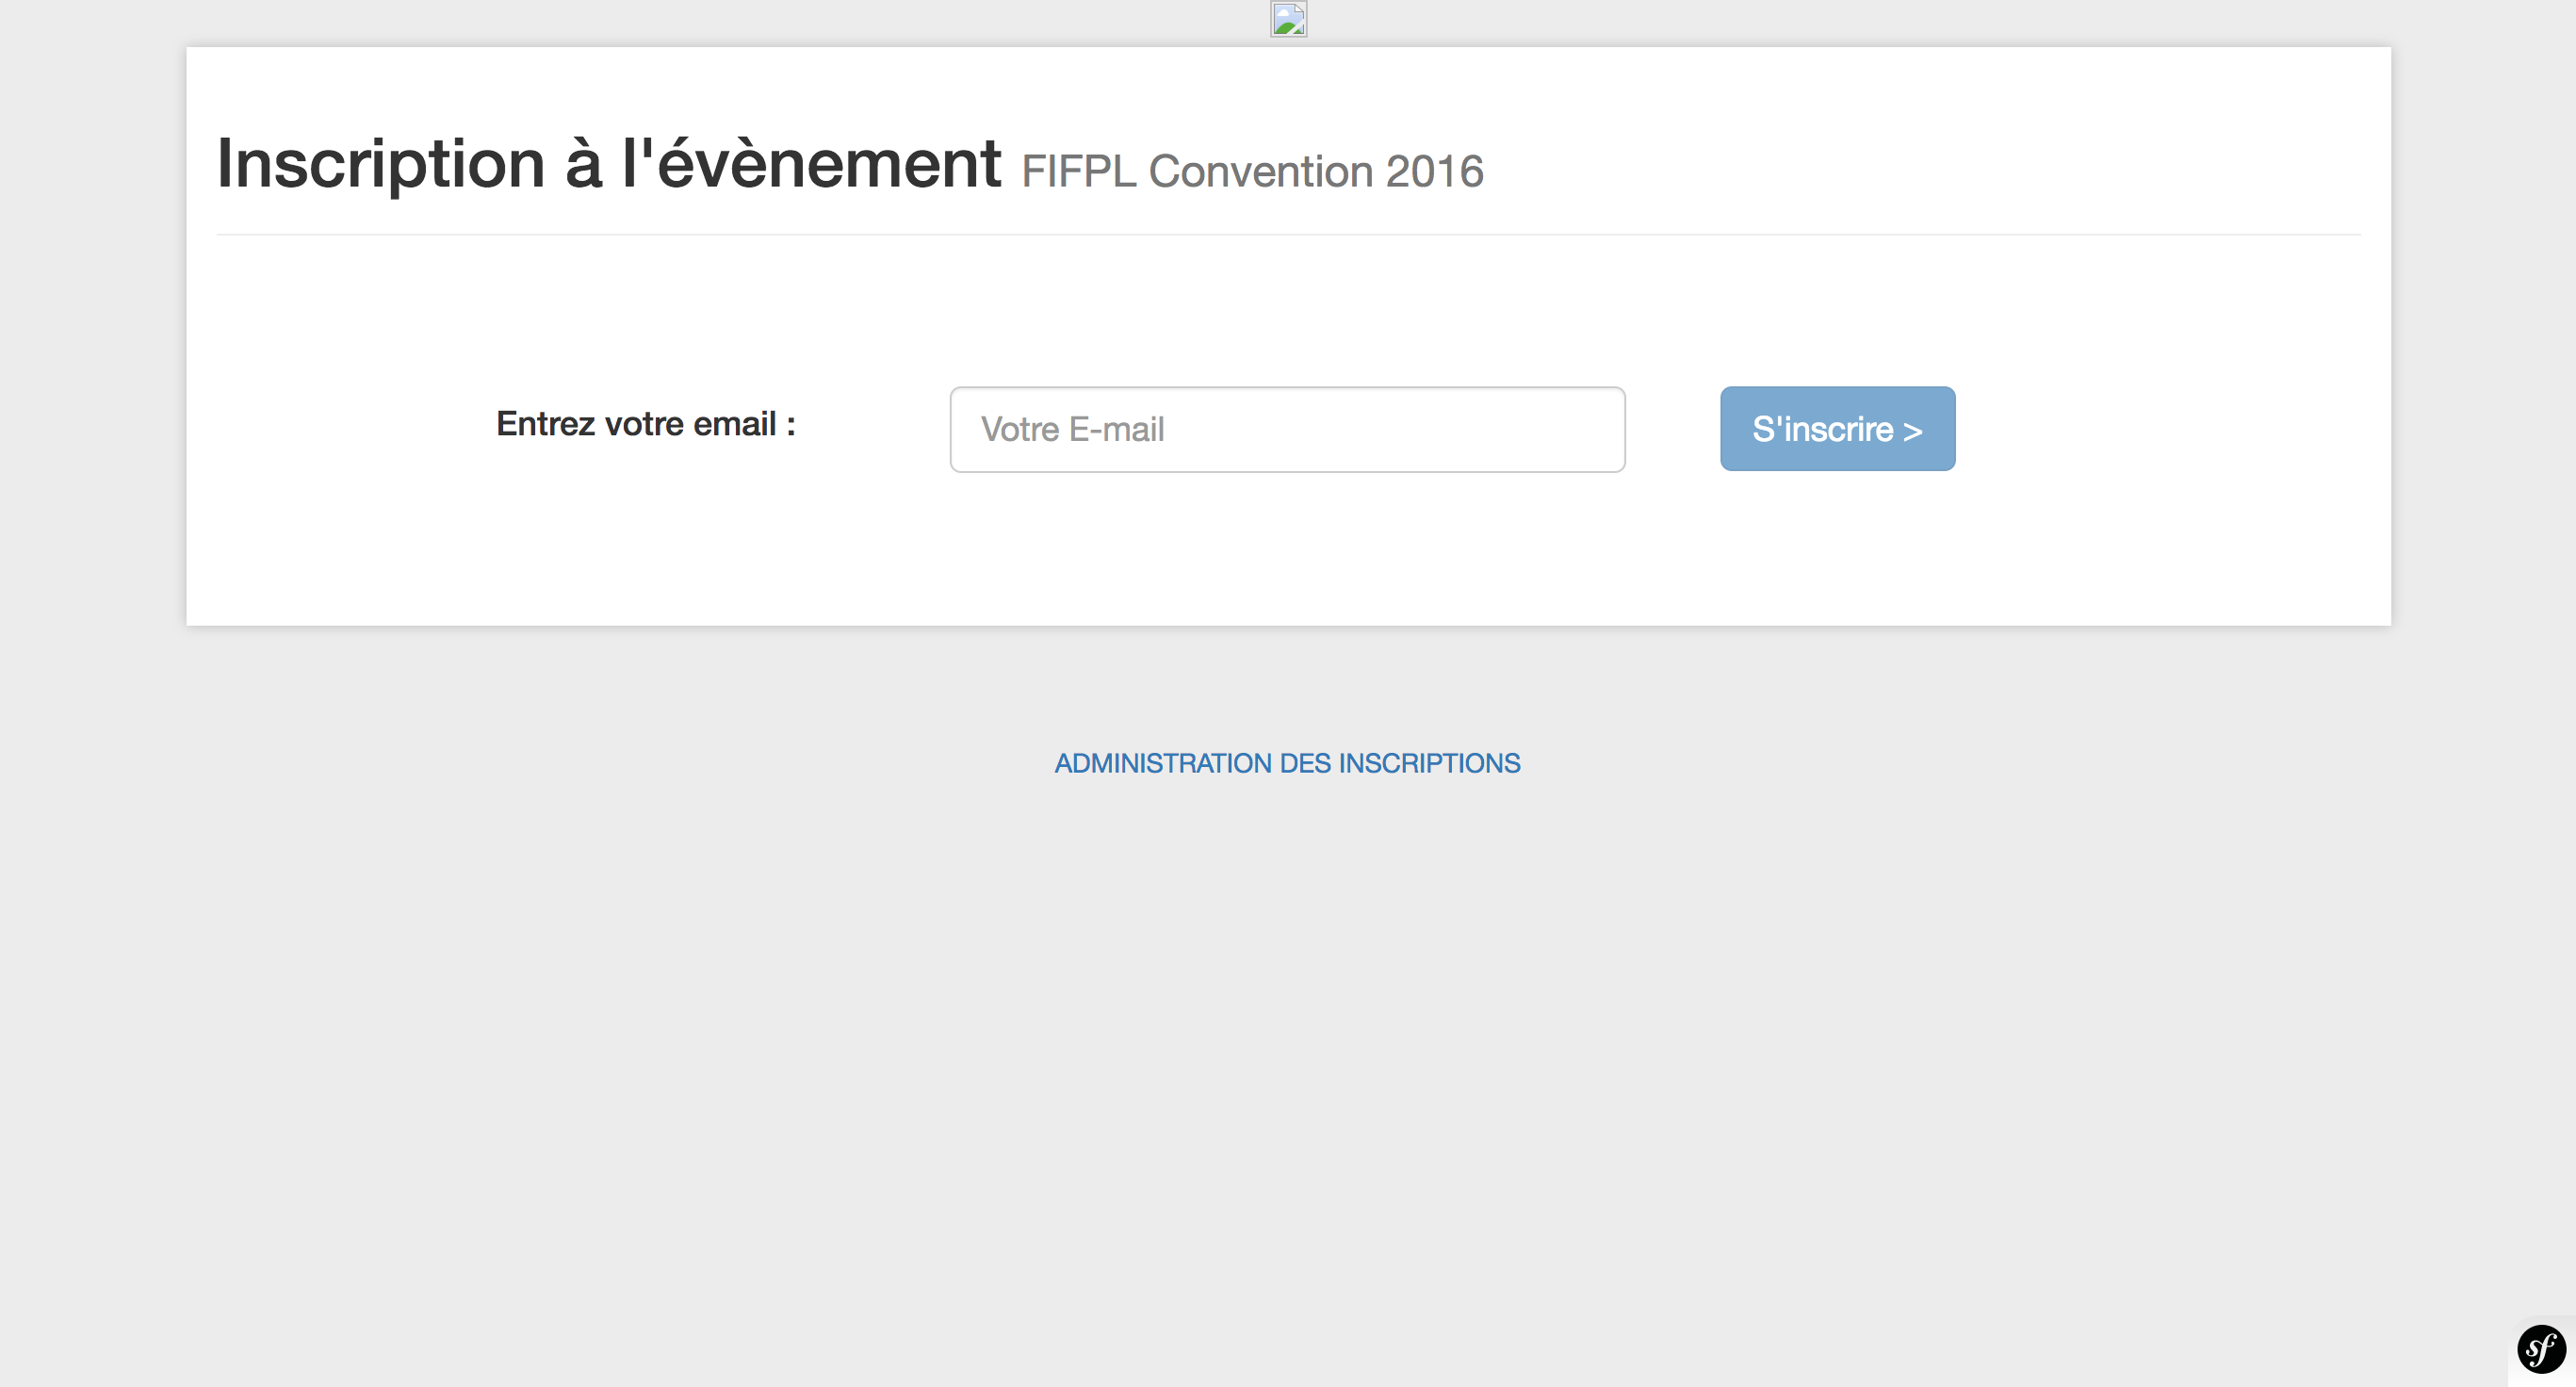 Inscription à l'évènement FIFPL Convention 2016
Entrez votre email :
Votre E-mail
S'inscrire >
ADMINISTRATION DES INSCRIPTIONS
sf